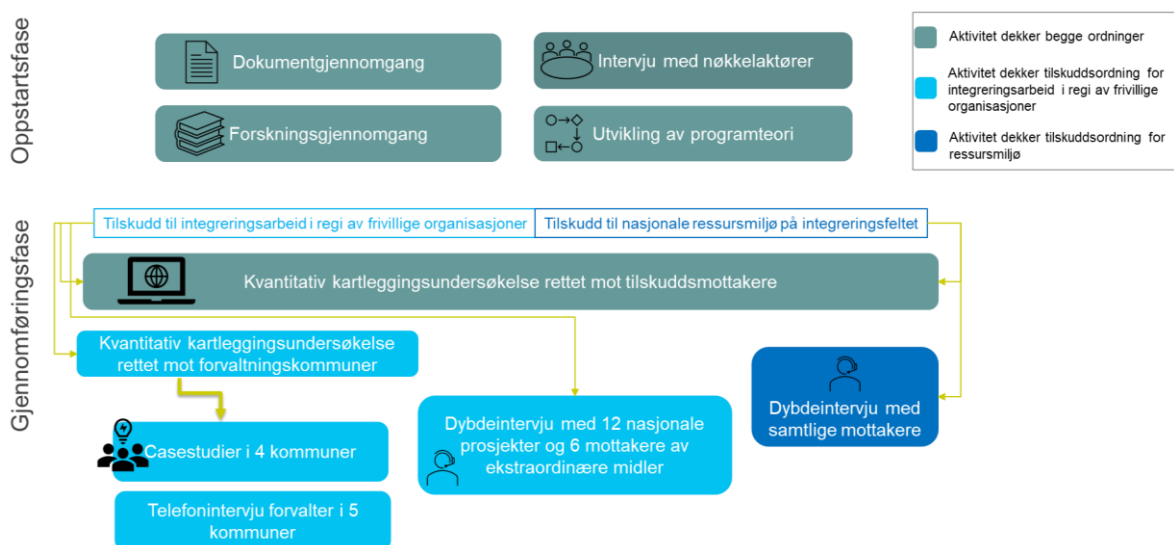 Oppstartsfase
Dokumentgjennomgang
Intervju med nøkkelaktører
Forskningsgjennomgang
Utvikling av programteori
Aktivitet dekker begge ordninger
Aktivitet dekker tilskuddsordning for
integreringsarbeid i regi av frivillige
organisasjoner
Aktivitet dekker tilskuddsordning for
ressursmiljø
Gjennomføringsfase
Tilskudd til integreringsarbeid i regi av frivillige organisasjoner
Tilskudd til nasjonale ressursmiljø på integreringsfeltet
Kvantitativ kartleggingsundersøkelse rettet mot tilskuddsmottakere
Kvantitativ kartleggingsundersøkelse
rettet mot forvaltningskommuner
Casestudier i 4 kommuner
Telefonintervju forvalter i 5
kommuner
Dybdeintervju med 12 nasjonale
prosjekter og 6 mottakere av
ekstraordinære midler
Dybdeintervju med
samtlige mottakere